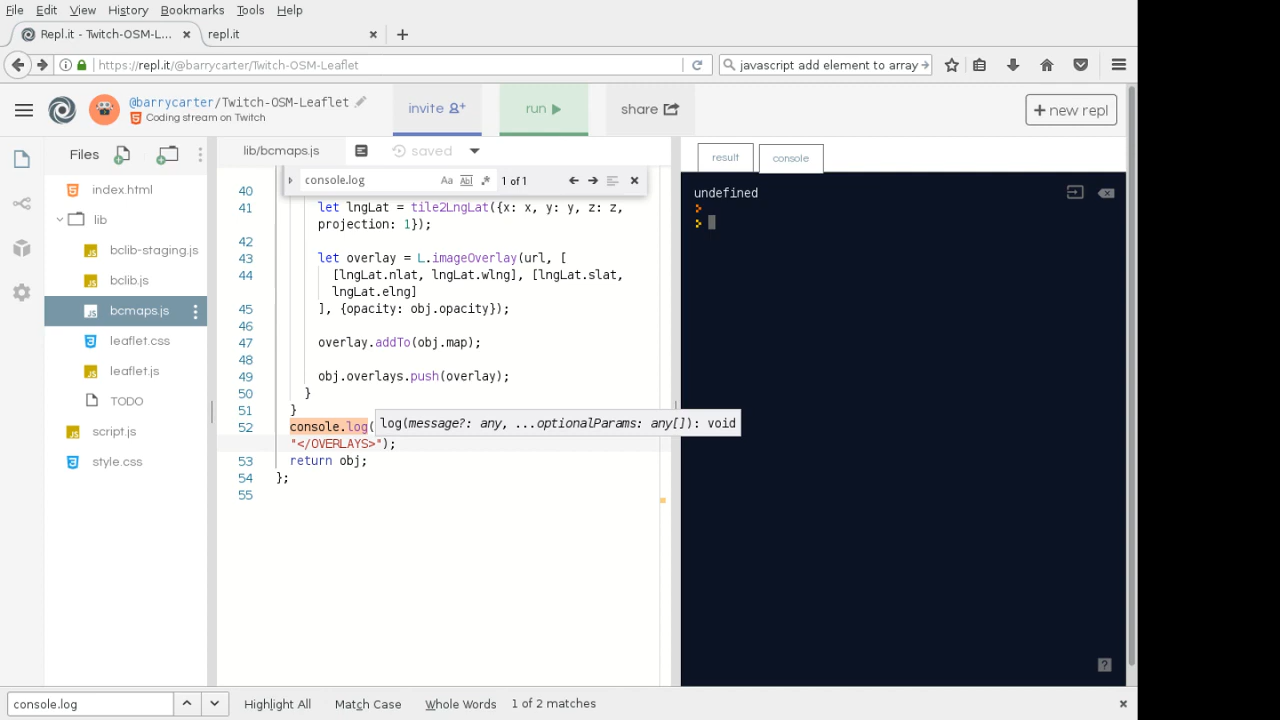 File Edit View History Bookmarks Tools Help
Repl.it - Twitch-OSM-L... repl.it
https://repl.it/@barrycarter/Twitch-OSM-Leaflet javascript add element to array
@barrycarter/Twitch-OSM-Leaflet
Coding stream on Twitch
invite
run
share
+ new repl
Files
lib/bcmaps.js
saved
result
console
console.log Aa Abl .* 1 of 1
index.html
lib
bclib-staging.js
bclib.js
bcmaps.js
leaflet.css
leaflet.js
TODO
script.js
style.css
40
41 let lngLat = tile2LngLat({x: x, y: y, z: z,
projection: 1});
42
43 let overlay = L.imageOverlay(url, [
44 [lngLat.nlat, lngLat.wlng], [lngLat.slat,
lngLat.elng]
45 ], {opacity: obj.opacity});
46
47 overlay.addTo(obj.map);
48
49 obj.overlays.push(overlay);
50 }
51 }
52 console.log(
log(message?: any, ...optionalParams: any[]): void
"</OVERLAYS>");
53 return obj;
54 };
55
undefined
>
>
?
console.log Highlight All Match Case Whole Words 1 of 2 matches